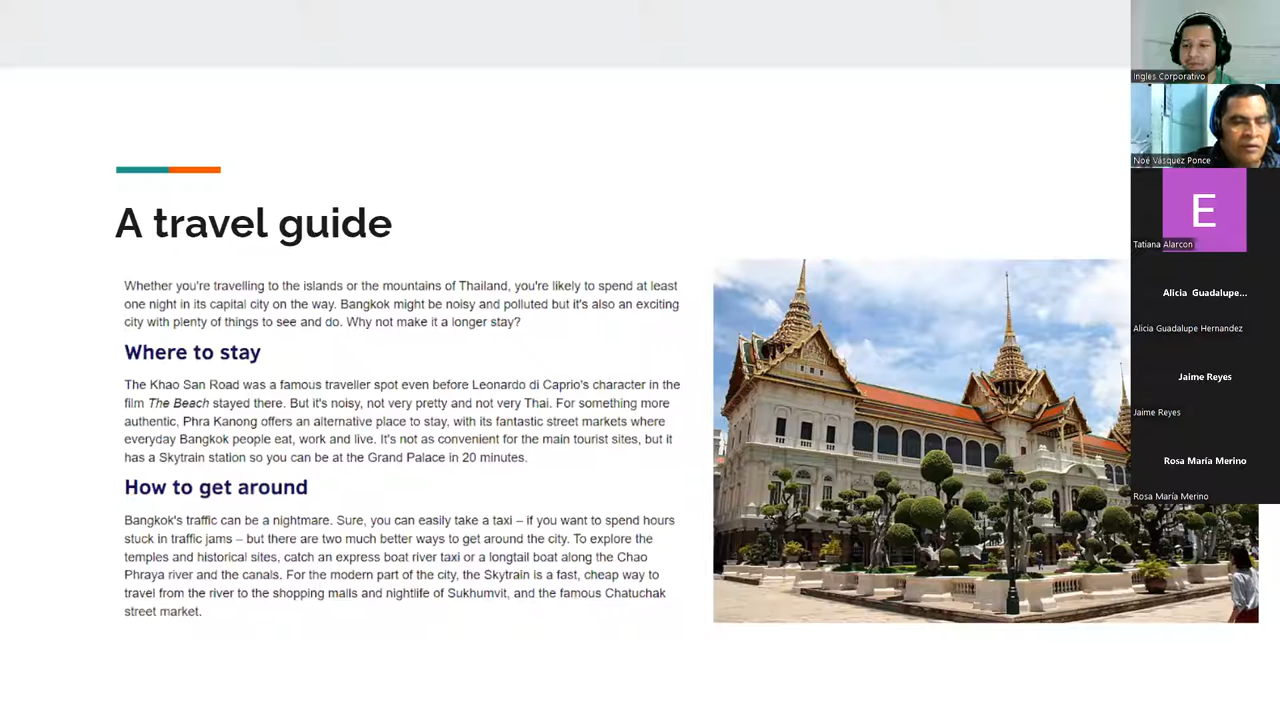 A travel guide
Whether you're travelling to the islands or the mountains of Thailand, you're likely to spend at least
one night in its capital city on the way. Bangkok might be noisy and polluted but it's also an exciting
city with plenty of things to see and do. Why not make it a longer stay?
Where to stay
The Khao San Road was a famous traveller spot even before Leonardo di Caprio's character in the
film The Beach stayed there. But it's noisy, not very pretty and not very Thai. For something more
authentic, Phra Kanong offers an alternative place to stay, with its fantastic street markets where
everyday Bangkok people eat, work and live. It's not as convenient for the main tourist sites, but it
has a Skytrain station so you can be at the Grand Palace in 20 minutes.
How to get around
Bangkok's traffic can be a nightmare. Sure, you can easily take a taxi – if you want to spend hours
stuck in traffic jams – but there are two much better ways to get around the city. To explore the
temples and historical sites, catch an express boat river taxi or a longtail boat along the Chao
Phraya river and the canals. For the modern part of the city, the Skytrain is a fast, cheap way to
travel from the river to the shopping malls and nightlife of Sukhumvit, and the famous Chatuchak
street market.
Ingles Corporativo
Noé Vásquez Ponce
E
Tatiana Alarcon
Alicia Guadalupe...
Alicia Guadalupe Hernandez
Jaime Reyes
Jaime Reyes
Rosa María Merino
Rosa María Merino